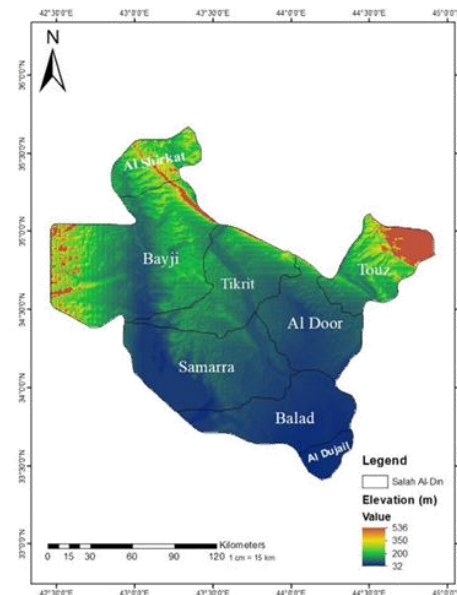 42°30'0"E 43°0'0"E 43°30'0"E 44°0'0"E 44°30'0"E 45°0'0"E
N
36°0'0"N
35°30'0"N
35°0'0"N
34°30'0"N
34°0'0"N
33°30'0"N
33°0'0"N
Al Shirkat
Bayji
Tikrit
Touz
Al Door
Samarra
Balad
Al Dujail
Legend
Salah Al-Din
Elevation (m)
Value
536
350
200
32
Kilometers
0 15 30 60 90 120 1 cm = 15 km
42°30'0"E 43°0'0"E 43°30'0"E 44°0'0"E 44°30'0"E 45°0'0"E